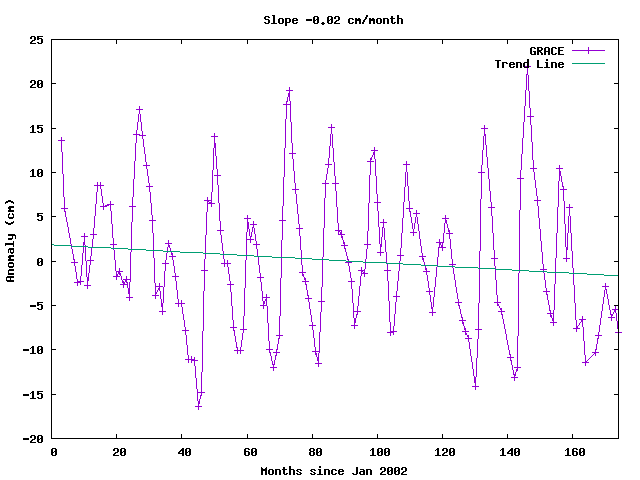 Slope -0.02 cm/month
GRACE
Trend Line
25
20
15
10
5
0
-5
-10
-15
-20
Anomaly (cm)
0 20 40 60 80 100 120 140 160
Months since Jan 2002